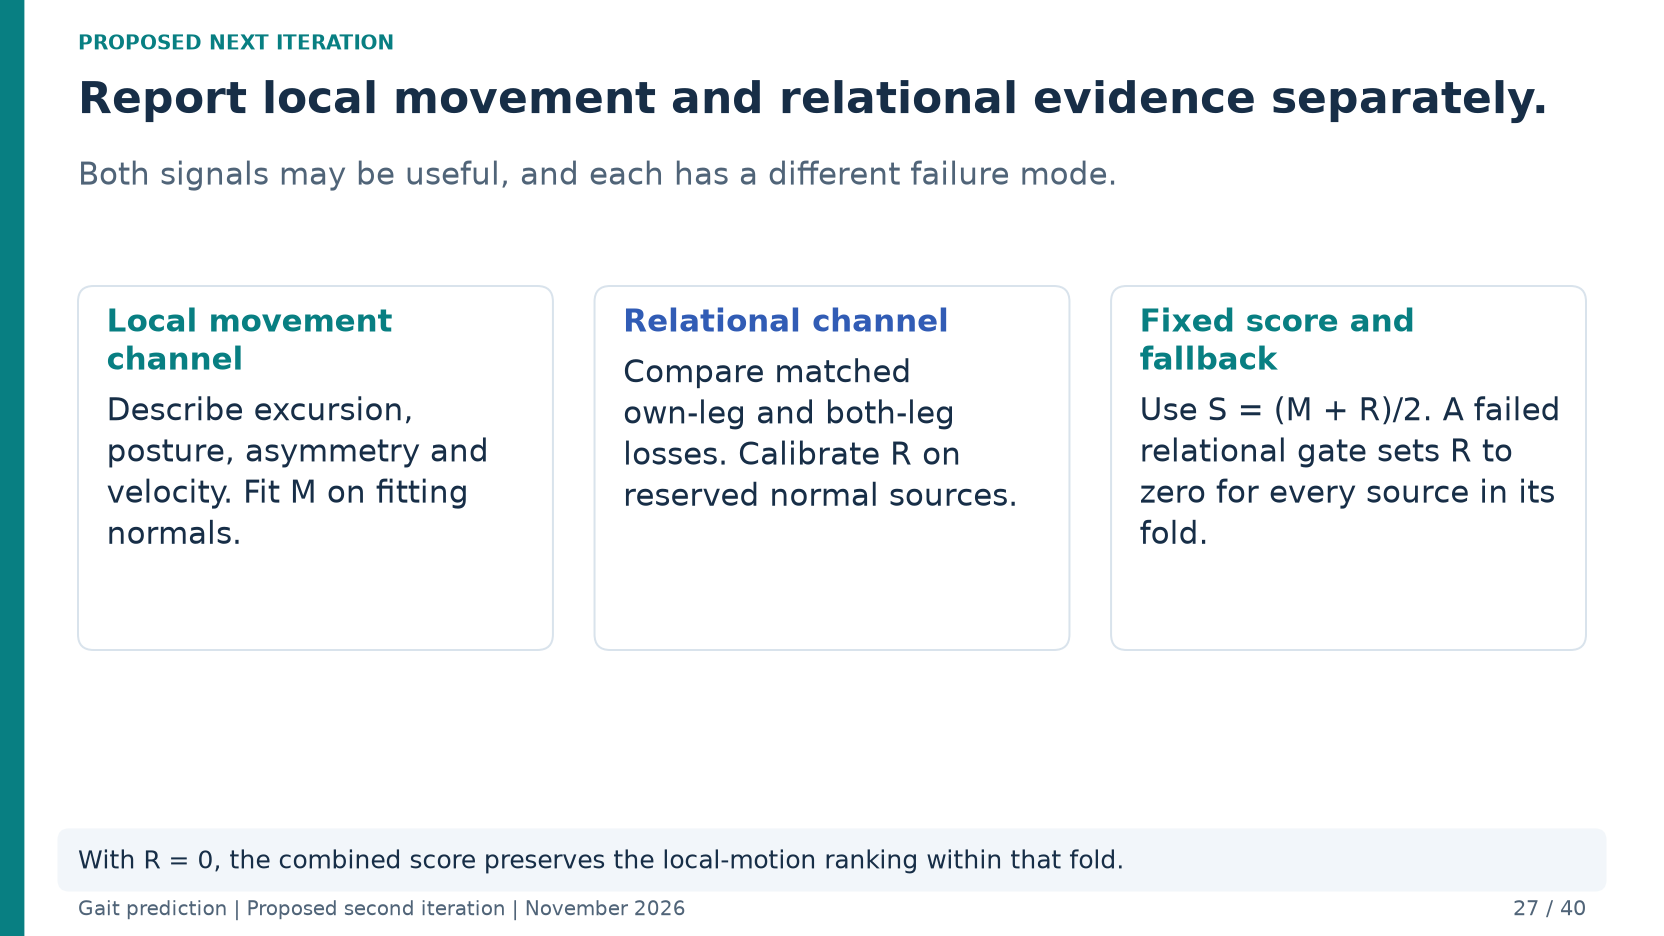 PROPOSED NEXT ITERATION
Report local movement and relational evidence separately.
Both signals may be useful, and each has a different failure mode.
Local movement
channel
Describe excursion,
posture, asymmetry and
velocity. Fit M on fitting
normals.
Relational channel
Compare matched
own-leg and both-leg
losses. Calibrate R on
reserved normal sources.
Fixed score and
fallback
Use S = (M + R)/2. A failed
relational gate sets R to
zero for every source in its
fold.
With R = 0, the combined score preserves the local-motion ranking within that fold.
Gait prediction | Proposed second iteration | November 2026
27 / 40